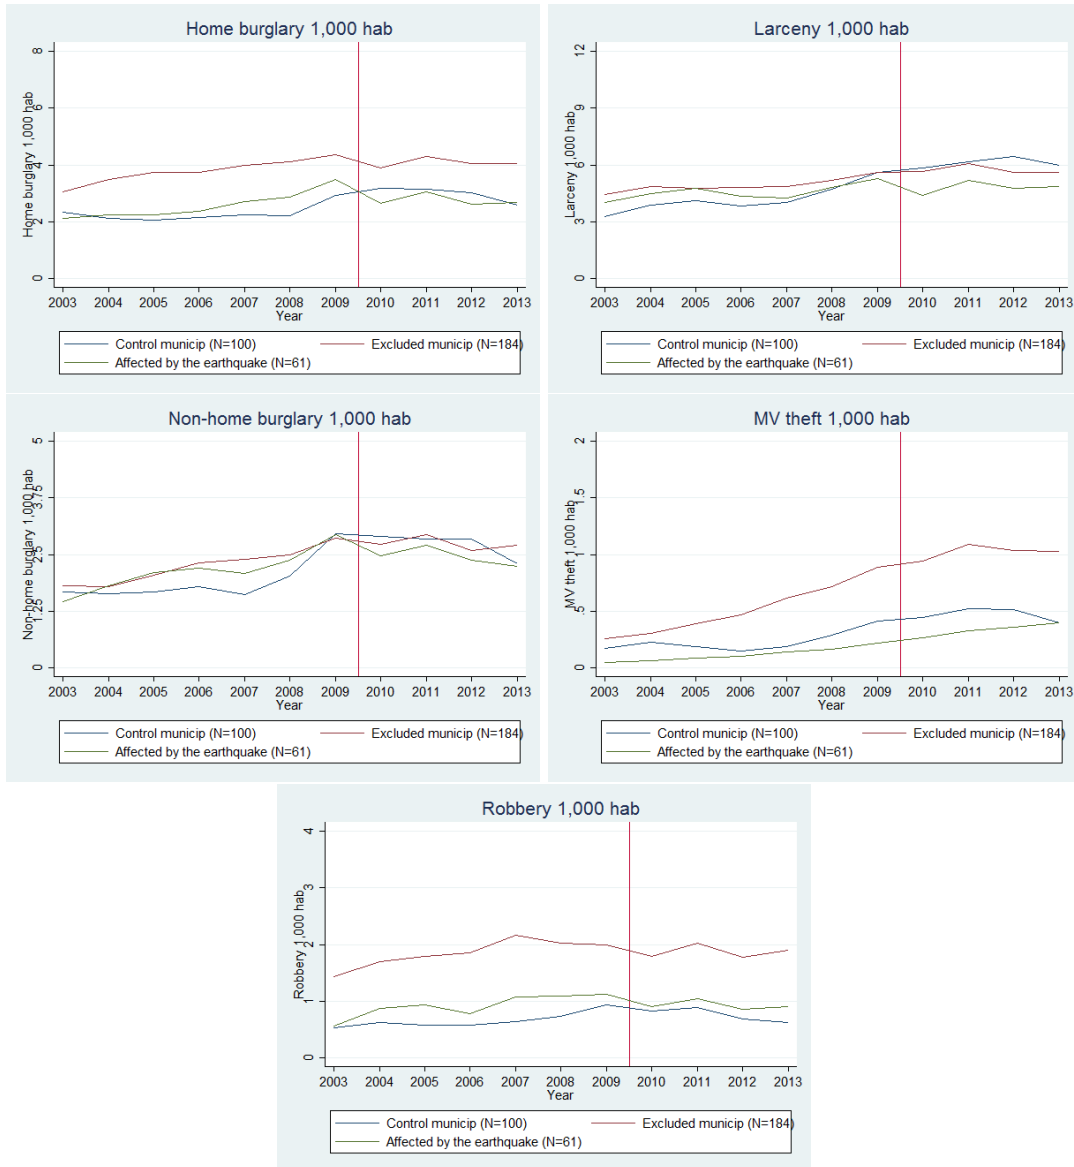 Home burglary 1,000 hab
Home burglary 1,000 hab
8
6
4
2
0
2003 2004 2005 2006 2007 2008 2009 2010 2011 2012 2013
Year
Control municip (N=100) Excluded municip (N=184)
Affected by the earthquake (N=61)
Larceny 1,000 hab
Larceny 1,000 hab
12
9
6
3
0
2003 2004 2005 2006 2007 2008 2009 2010 2011 2012 2013
Year
Control municip (N=100) Excluded municip (N=184)
Affected by the earthquake (N=61)
Non-home burglary 1,000 hab
Non-home burglary 1,000 hab
5
3.75
2.5
1.25
0
2003 2004 2005 2006 2007 2008 2009 2010 2011 2012 2013
Year
Control municip (N=100) Excluded municip (N=184)
Affected by the earthquake (N=61)
MV theft 1,000 hab
MV theft 1,000 hab
2
1.5
1
.5
0
2003 2004 2005 2006 2007 2008 2009 2010 2011 2012 2013
Year
Control municip (N=100) Excluded municip (N=184)
Affected by the earthquake (N=61)
Robbery 1,000 hab
Robbery 1,000 hab
4
3
2
1
0
2003 2004 2005 2006 2007 2008 2009 2010 2011 2012 2013
Year
Control municip (N=100) Excluded municip (N=184)
Affected by the earthquake (N=61)